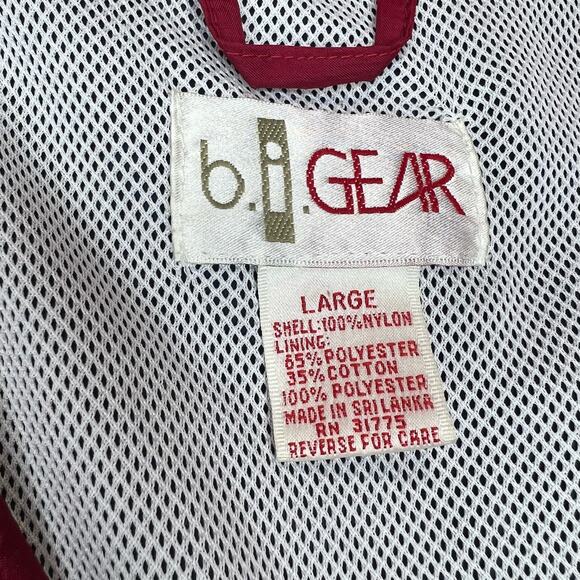 b.i.GEAR
LARGE
SHELL:100%NYLON
LINING:
65% POLYESTER
35% COTTON
100% POLYESTER
MADE IN SRI LANKA
RN 31775
REVERSE FOR CARE